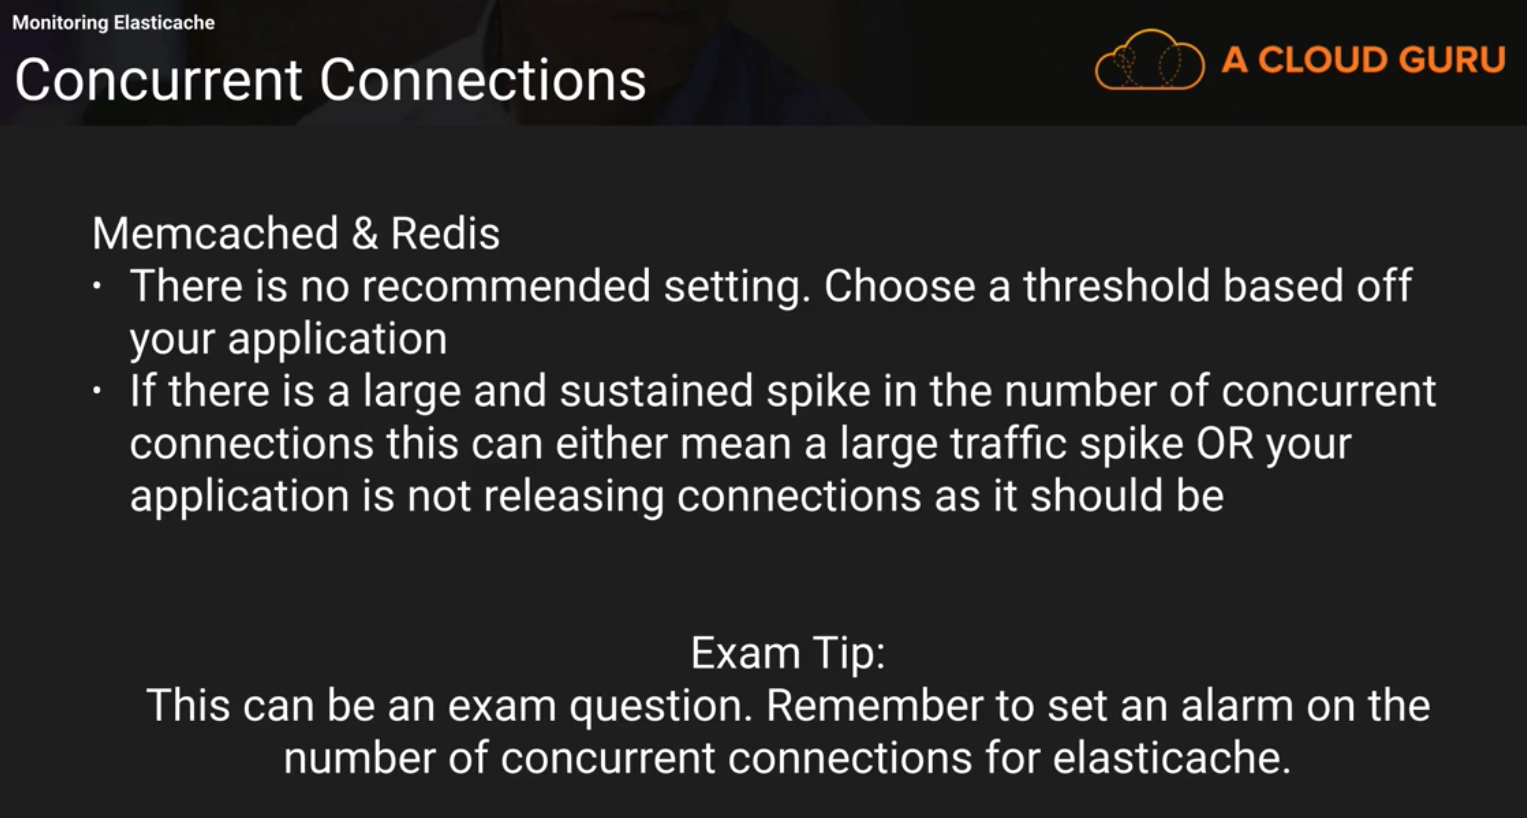 Monitoring Elasticache
Concurrent Connections
A CLOUD GURU
Memcached & Redis
• There is no recommended setting. Choose a threshold based off
your application
• If there is a large and sustained spike in the number of concurrent
connections this can either mean a large traffic spike OR your
application is not releasing connections as it should be
Exam Tip:
This can be an exam question. Remember to set an alarm on the
number of concurrent connections for elasticache.